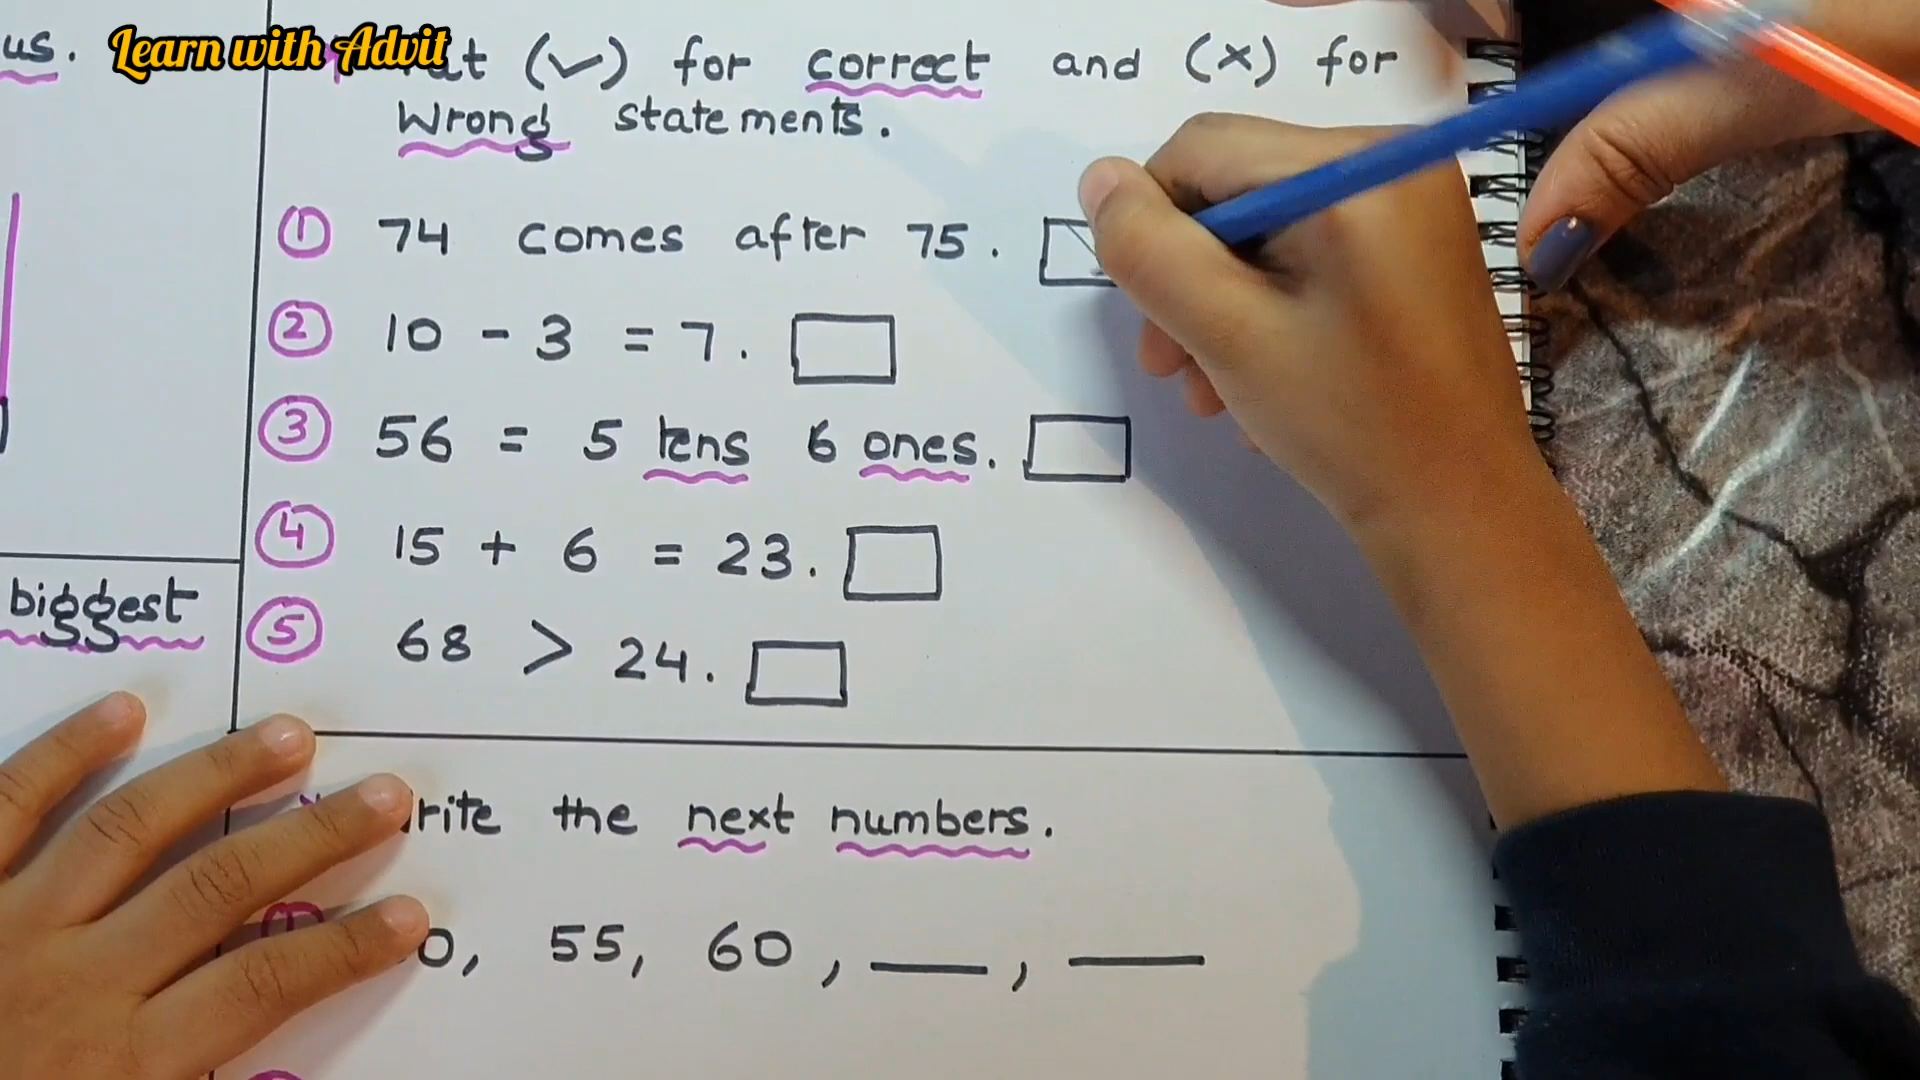 us.
Learn with Advit
for correct and (×) for
(✓)
Wrong statements.
① 74 comes after 75.
② 10 - 3 = 7.
③ 56 = 5 tens 6 ones.
④ 15 + 6 = 23.
⑤ 68 > 24.
biggest
next numbers.
the
55, 60, ___, ___